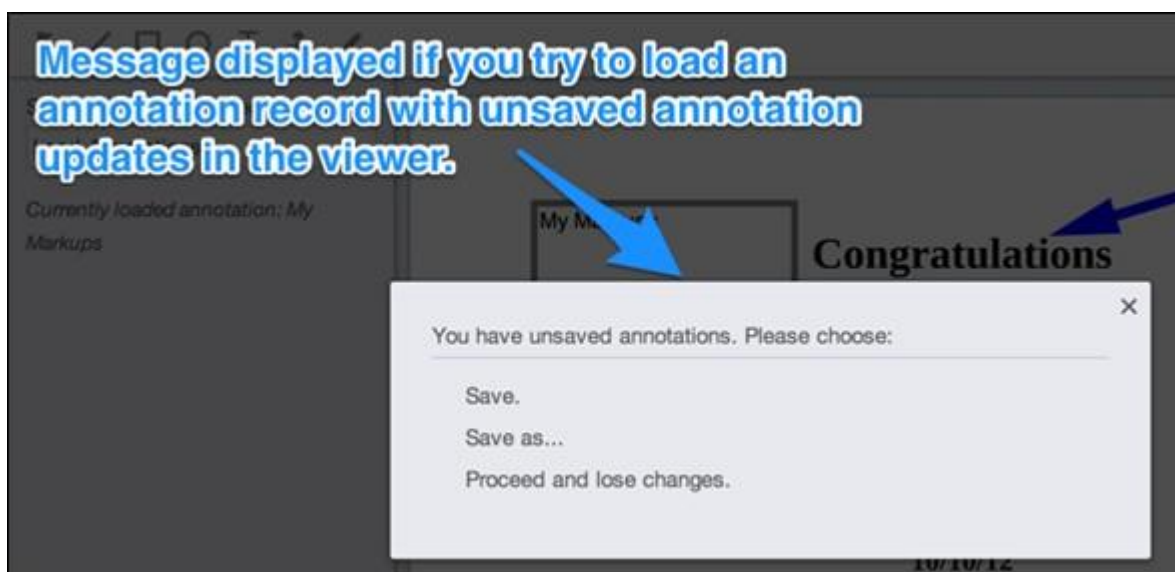 Message displayed if you try to load an
annotation record with unsaved annotation
updates in the viewer.
Currently loaded annotation: My
Markups
My
Congratulations
You have unsaved annotations. Please choose:
Save.
Save as...
Proceed and lose changes.
10/10/12